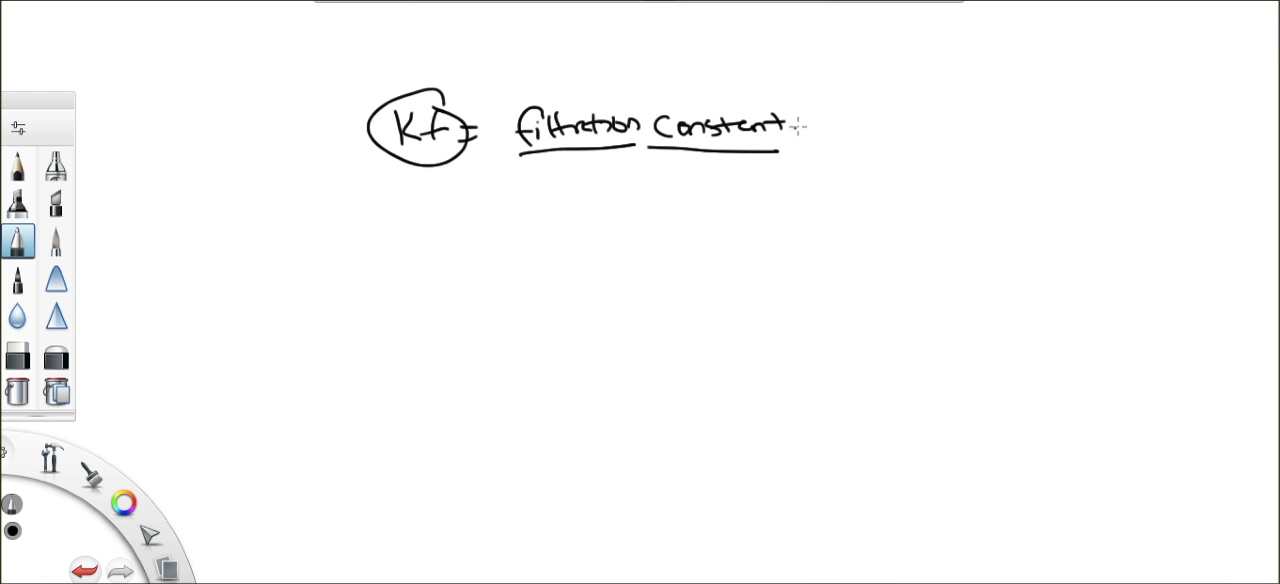 Kf = filtration constant